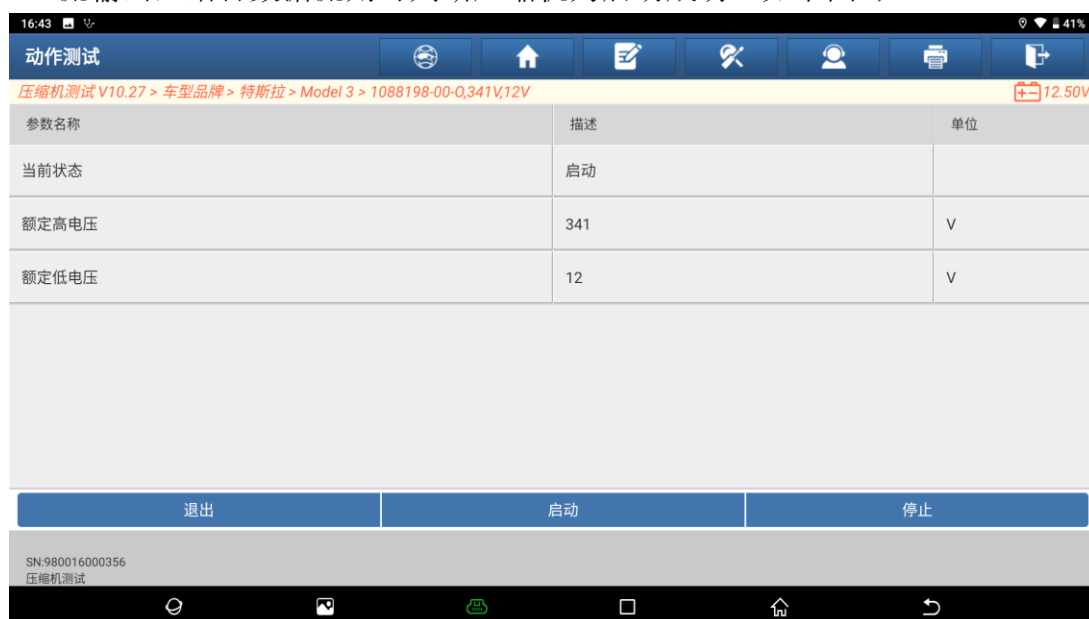 16:43 41%
动作测试
压缩机测试 V10.27 > 车型品牌 > 特斯拉 > Model 3 > 1088198-00-O,341V,12V 12.50V
参数名称 描述 单位
当前状态 启动
额定高电压 341 V
额定低电压 12 V
退出 启动 停止
SN:980016000356
压缩机测试